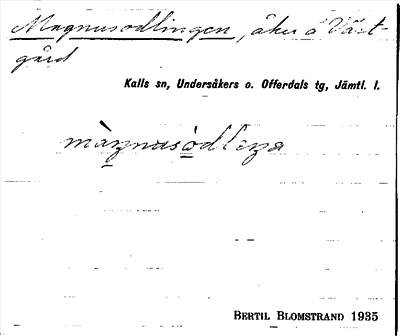 Magnusodlingen, åker å Väst-
gård
Kalls sn, Undersåkers o. Offerdals tg, Jämtl. l.
BERTIL BLOMSTRAND 1935